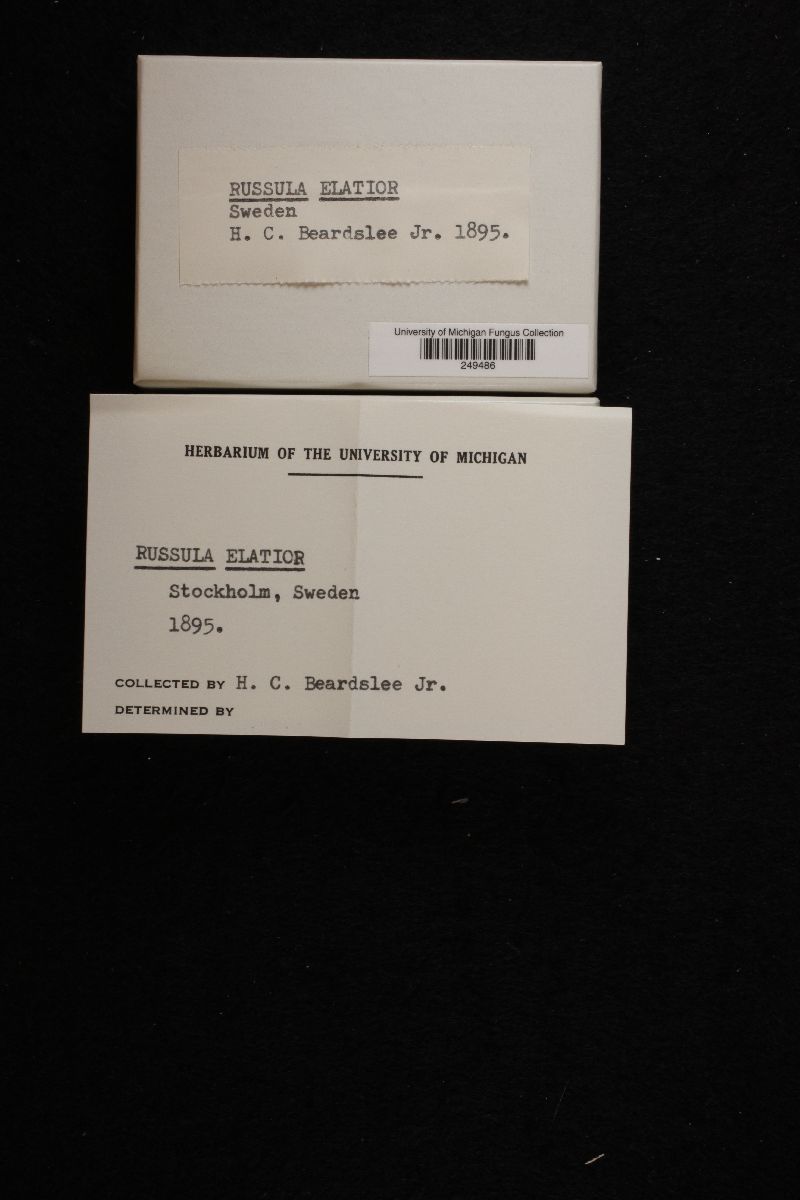 RUSSULA ELATIOR
Sweden
H. C. Beardslee Jr. 1895.
University of Michigan Fungus Collection
249486
HERBARIUM OF THE UNIVERSITY OF MICHIGAN
RUSSULA ELATIOR
Stockholm, Sweden
1895.
COLLECTED BY H. C. Beardslee Jr.
DETERMINED BY